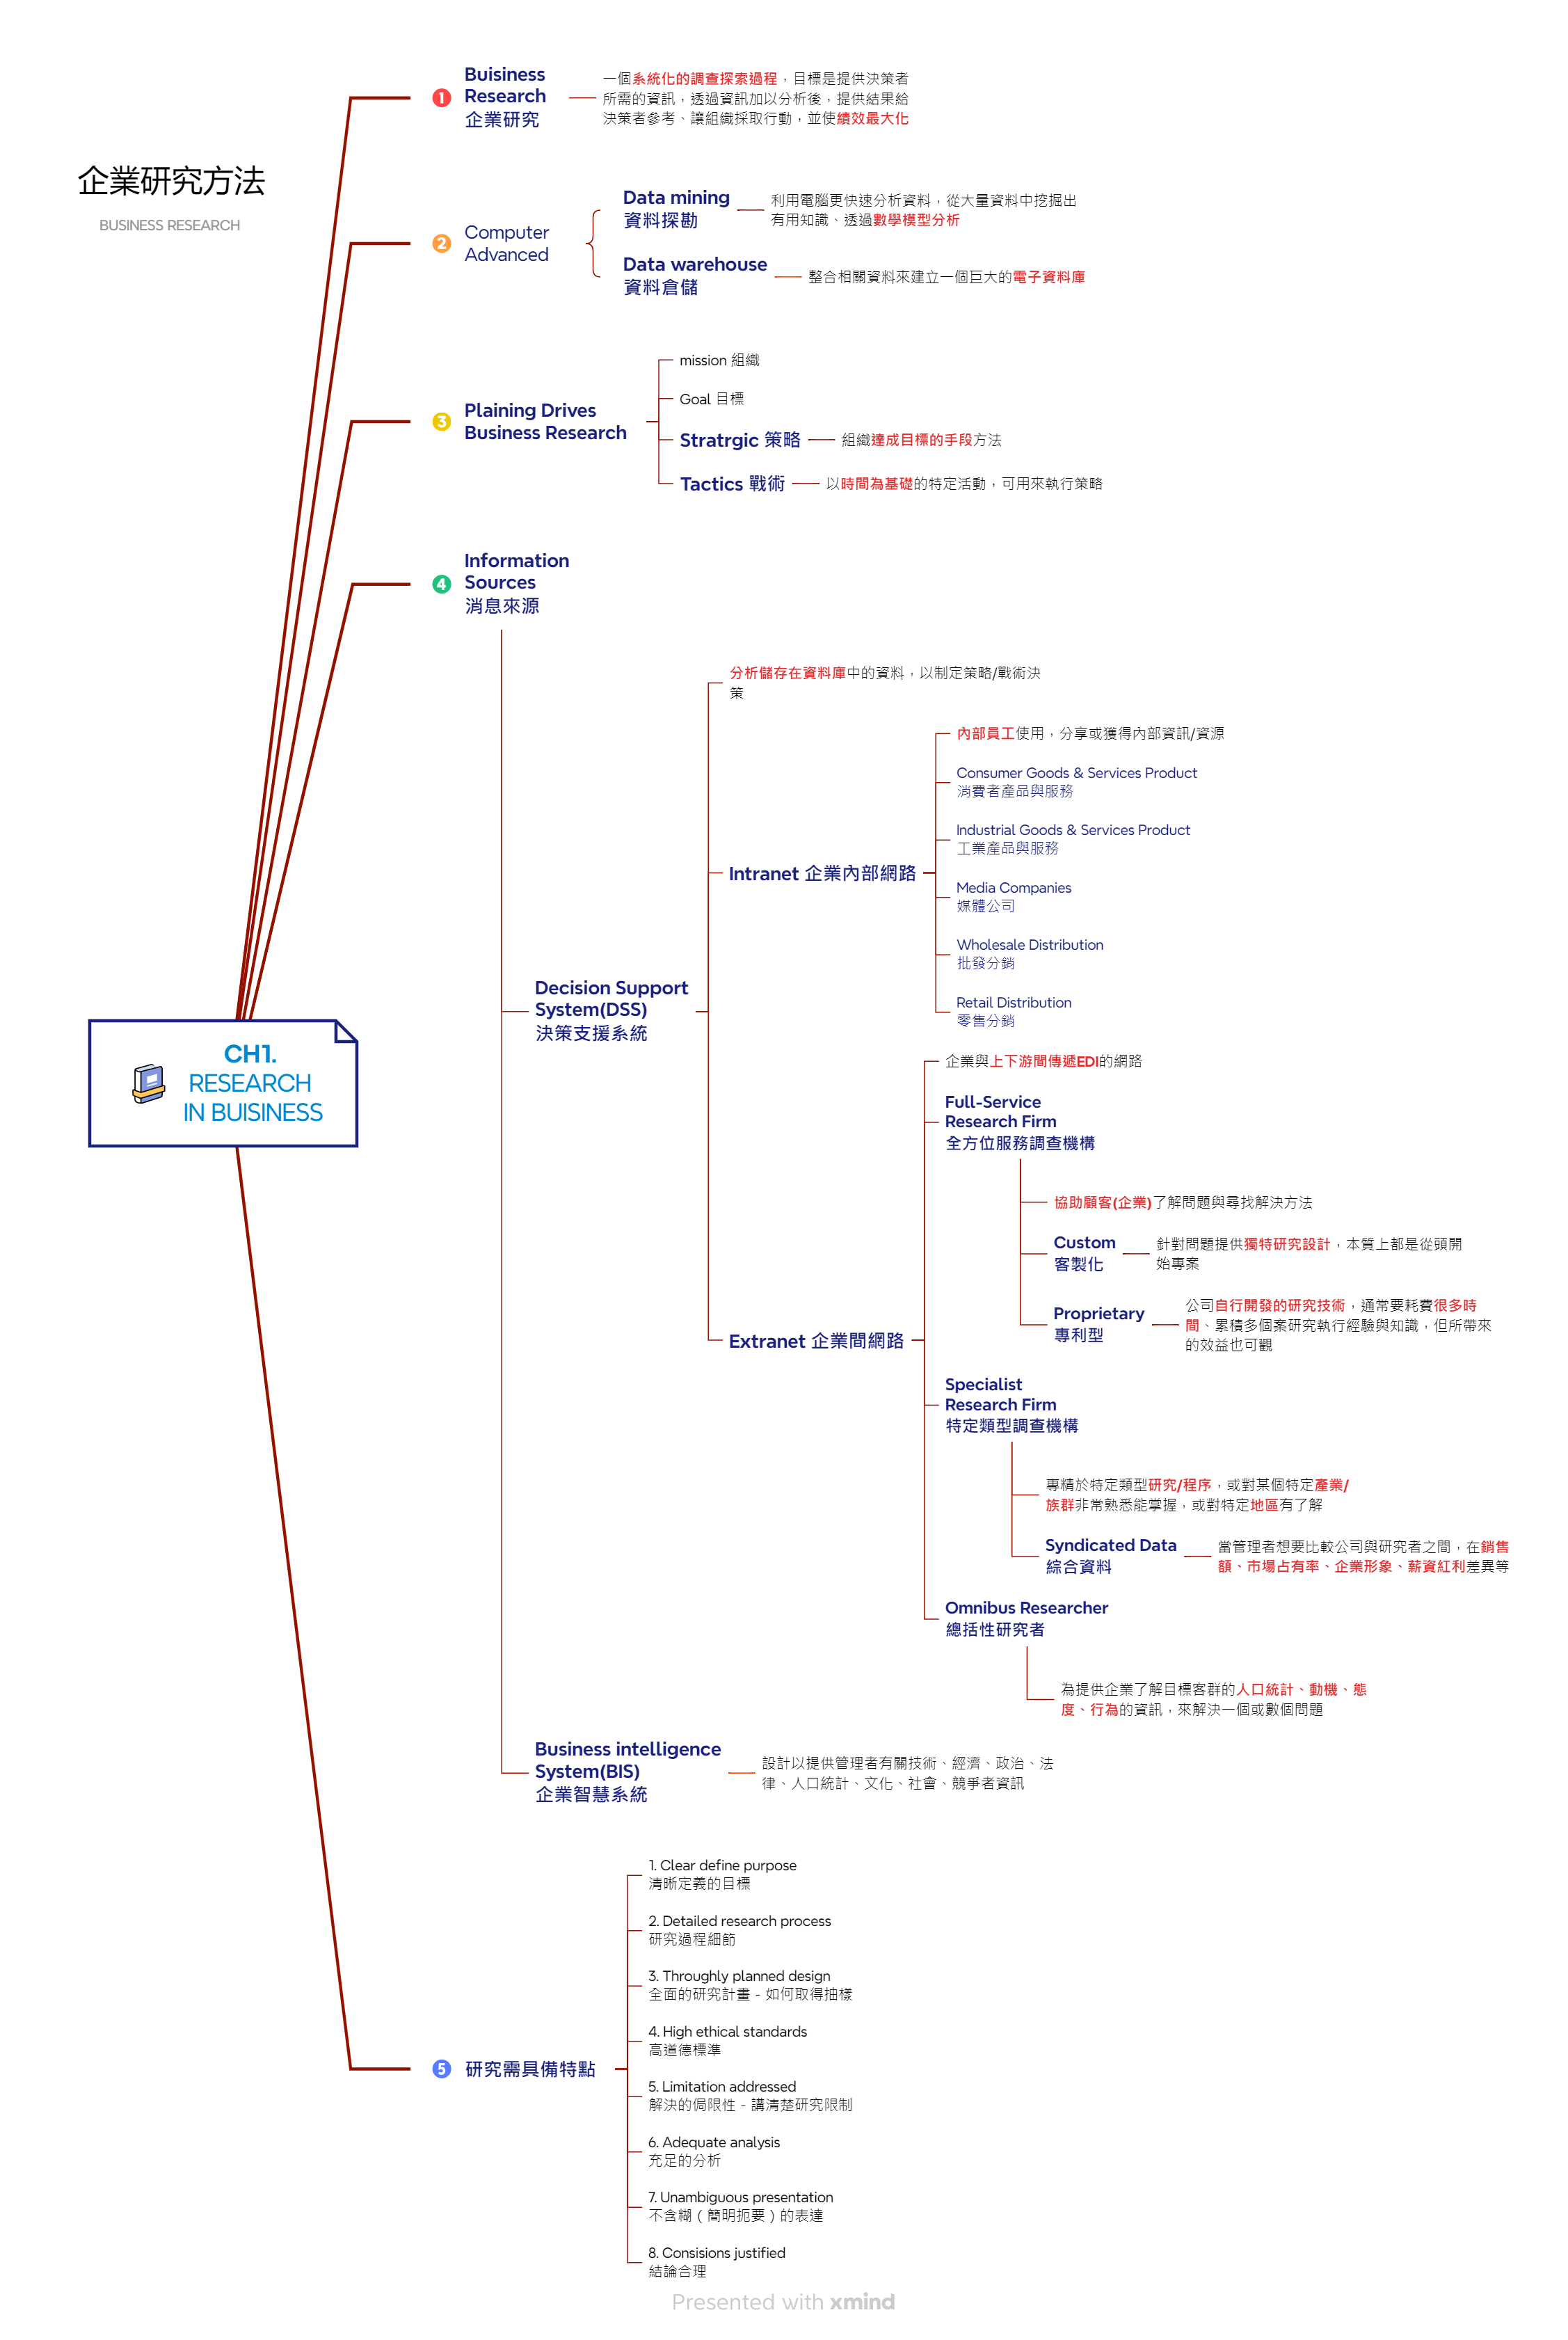 企業研究方法
BUSINESS RESEARCH
CH1.
RESEARCH
IN BUISINESS
1
Buisiness
Research
企業研究
一個系統化的調查探索過程，目標是提供決策者
所需的資訊，透過資訊加以分析後，提供結果給
決策者參考、讓組織採取行動，並使績效最大化
2
Computer
Advanced
Data mining
資料探勘
利用電腦更快速分析資料，從大量資料中挖掘出
有用知識、透過數學模型分析
Data warehouse
資料倉儲
整合相關資料來建立一個巨大的電子資料庫
3
Plaining Drives
Business Research
mission 組織
Goal 目標
Stratrgic 策略
組織達成目標的手段方法
Tactics 戰術
以時間為基礎的特定活動，可用來執行策略
4
Information
Sources
消息來源
Decision Support
System(DSS)
決策支援系統
分析儲存在資料庫中的資料，以制定策略/戰術決
策
Intranet 企業內部網路
內部員工使用，分享或獲得內部資訊/資源
Consumer Goods & Services Product
消費者產品與服務
Industrial Goods & Services Product
工業產品與服務
Media Companies
媒體公司
Wholesale Distribution
批發分銷
Retail Distribution
零售分銷
Extranet 企業間網路
企業與上下游間傳遞EDI的網路
Full-Service
Research Firm
全方位服務調查機構
協助顧客(企業)了解問題與尋找解決方法
Custom
客製化
針對問題提供獨特研究設計，本質上都是從頭開
始專案
Proprietary
專利型
公司自行開發的研究技術，通常要耗費很多時
間、累積多個案研究執行經驗與知識，但所帶來
的效益也可觀
Specialist
Research Firm
特定類型調查機構
專精於特定類型研究/程序，或對某個特定產業/
族群非常熟悉能掌握，或對特定地區有了解
Syndicated Data
綜合資料
當管理者想要比較公司與研究者之間，在銷售
額、市場占有率、企業形象、薪資紅利差異等
Omnibus Researcher
總括性研究者
為提供企業了解目標客群的人口統計、動機、態
度、行為的資訊，來解決一個或數個問題
Business intelligence
System(BIS)
企業智慧系統
設計以提供管理者有關技術、經濟、政治、法
律、人口統計、文化、社會、競爭者資訊
5
研究需具備特點
1. Clear define purpose
清晰定義的目標
2. Detailed research process
研究過程細節
3. Throughly planned design
全面的研究計畫 - 如何取得抽樣
4. High ethical standards
高道德標準
5. Limitation addressed
解決的侷限性 - 講清楚研究限制
6. Adequate analysis
充足的分析
7. Unambiguous presentation
不含糊（簡明扼要）的表達
8. Consisions justified
結論合理
Presented with xmind